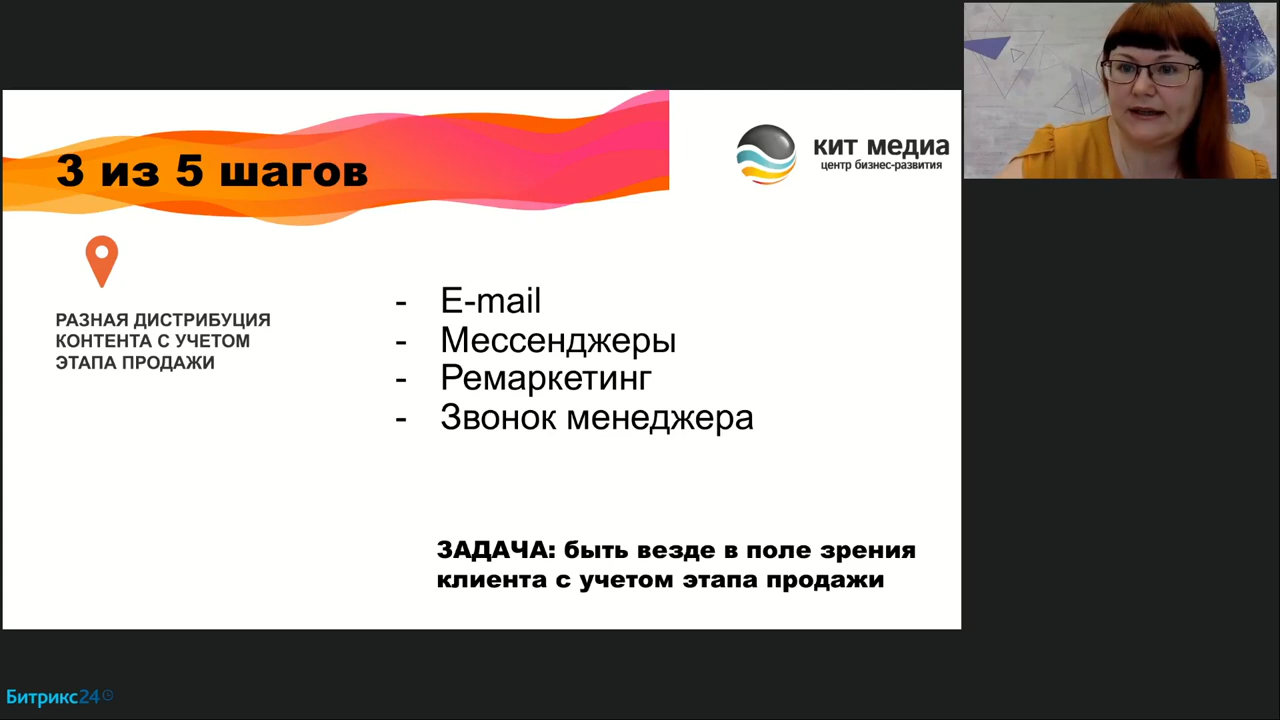 Битрикс24
3 из 5 шагов
КИТ МЕДИА
центр бизнес-развития
РАЗНАЯ ДИСТРИБУЦИЯ
КОНТЕНТА С УЧЕТОМ
ЭТАПА ПРОДАЖИ
- E-mail
- Мессенджеры
- Ремаркетинг
- Звонок менеджера
ЗАДАЧА: быть везде в поле зрения
клиента с учетом этапа продажи
Битрикс24